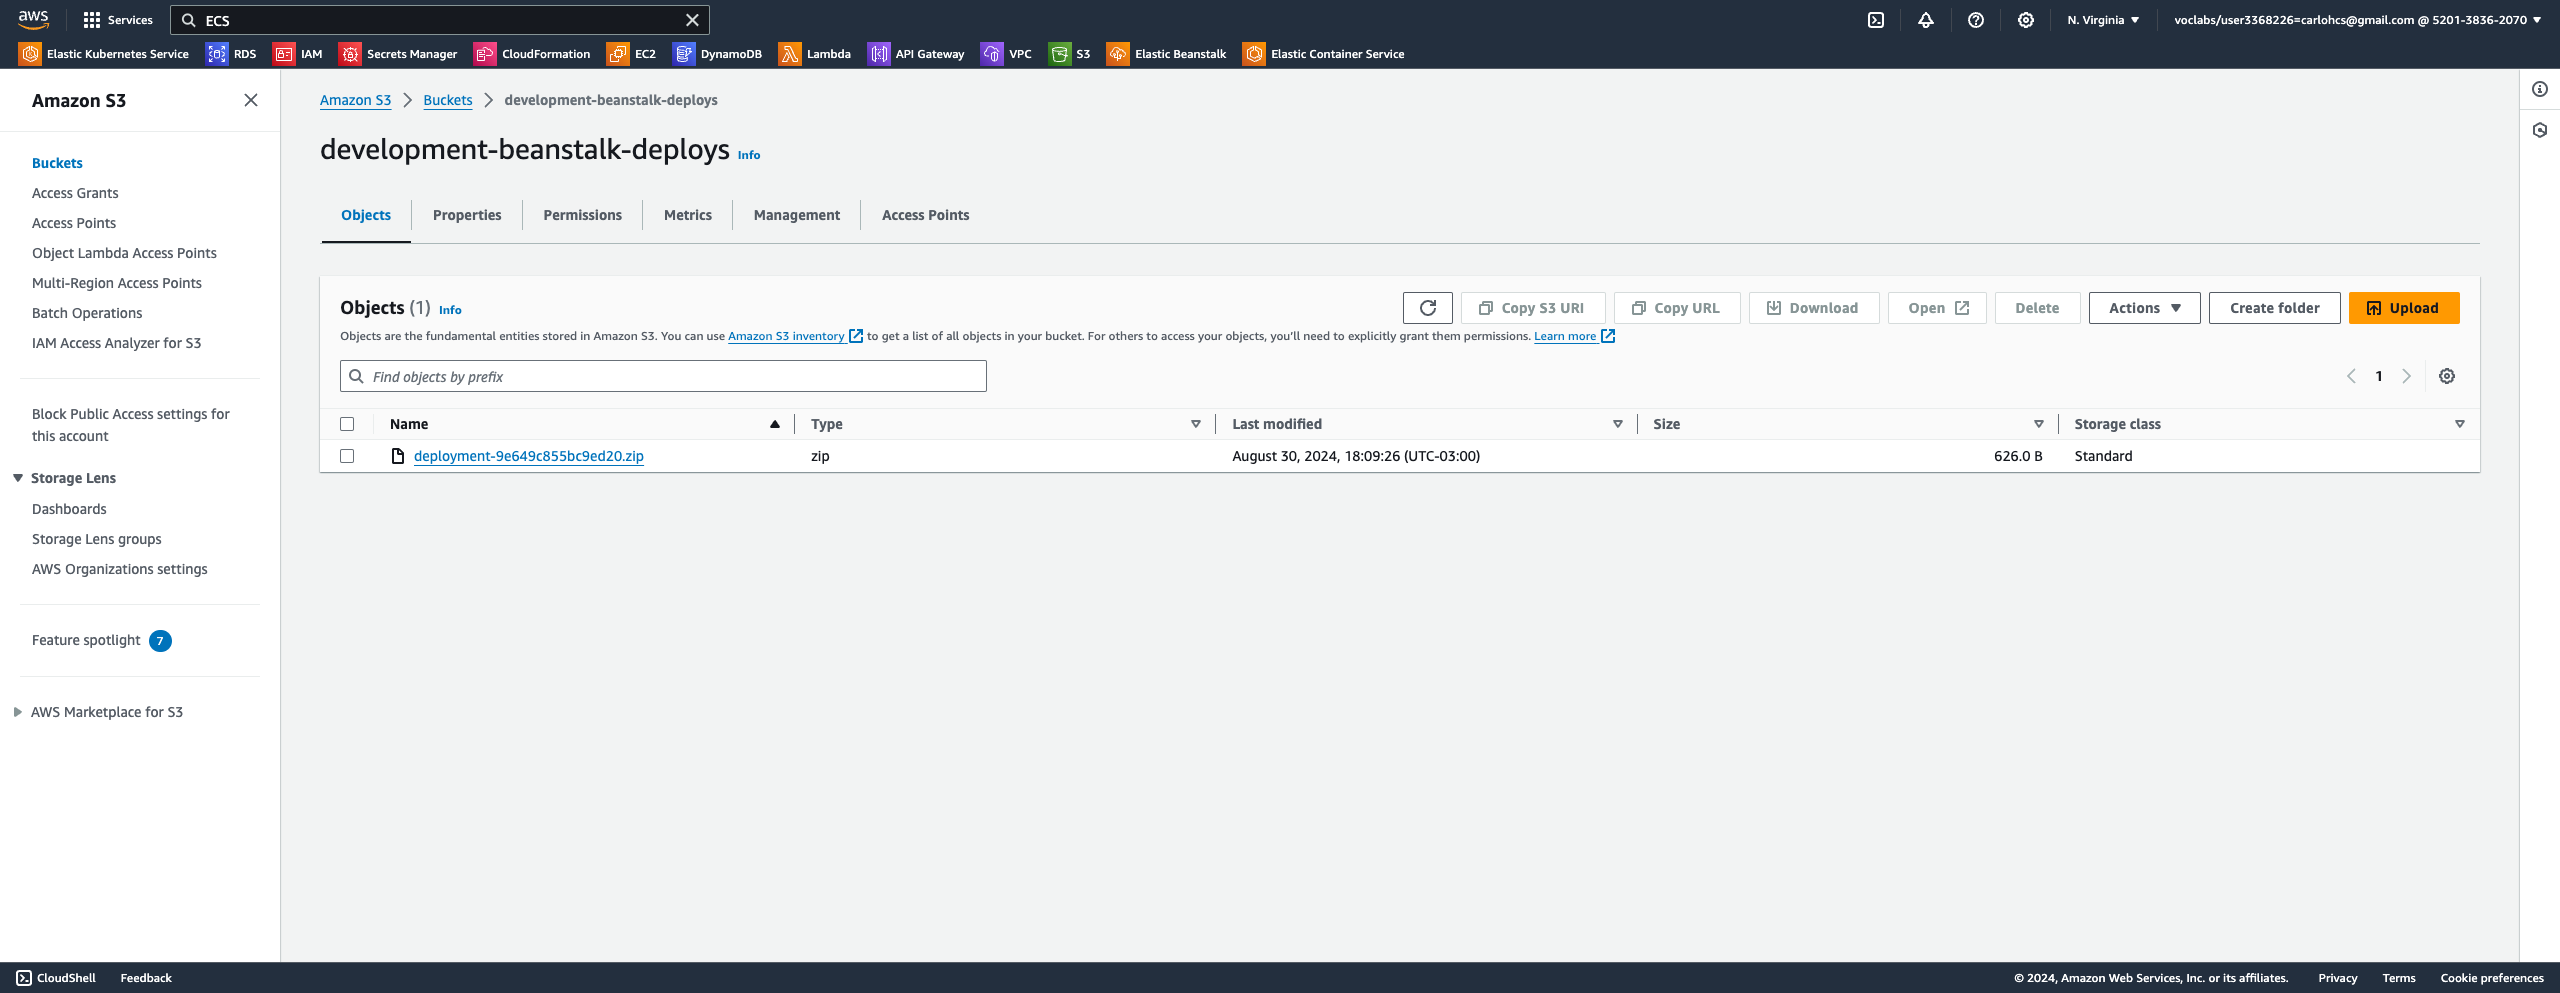 aws
Services
ECS
N. Virginia
voclabs/user3368226=carlohcs@gmail.com @ 5201-3836-2070
Elastic Kubernetes Service
RDS
IAM
Secrets Manager
CloudFormation
EC2
DynamoDB
Lambda
API Gateway
VPC
S3
Elastic Beanstalk
Elastic Container Service
Amazon S3
Buckets
Access Grants
Access Points
Object Lambda Access Points
Multi-Region Access Points
Batch Operations
IAM Access Analyzer for S3
Block Public Access settings for
this account
Storage Lens
Dashboards
Storage Lens groups
AWS Organizations settings
Feature spotlight 7
AWS Marketplace for S3
Amazon S3 > Buckets > development-beanstalk-deploys
development-beanstalk-deploys Info
Objects
Properties
Permissions
Metrics
Management
Access Points
Objects (1) Info
Copy S3 URI
Copy URL
Download
Open
Delete
Actions
Create folder
Upload
Objects are the fundamental entities stored in Amazon S3. You can use Amazon S3 inventory to get a list of all objects in your bucket. For others to access your objects, you'll need to explicitly grant them permissions. Learn more
Find objects by prefix
1
Name Type Last modified Size Storage class
deployment-9e649c855bc9ed20.zip zip August 30, 2024, 18:09:26 (UTC-03:00) 626.0 B Standard
CloudShell
Feedback
© 2024, Amazon Web Services, Inc. or its affiliates.
Privacy
Terms
Cookie preferences